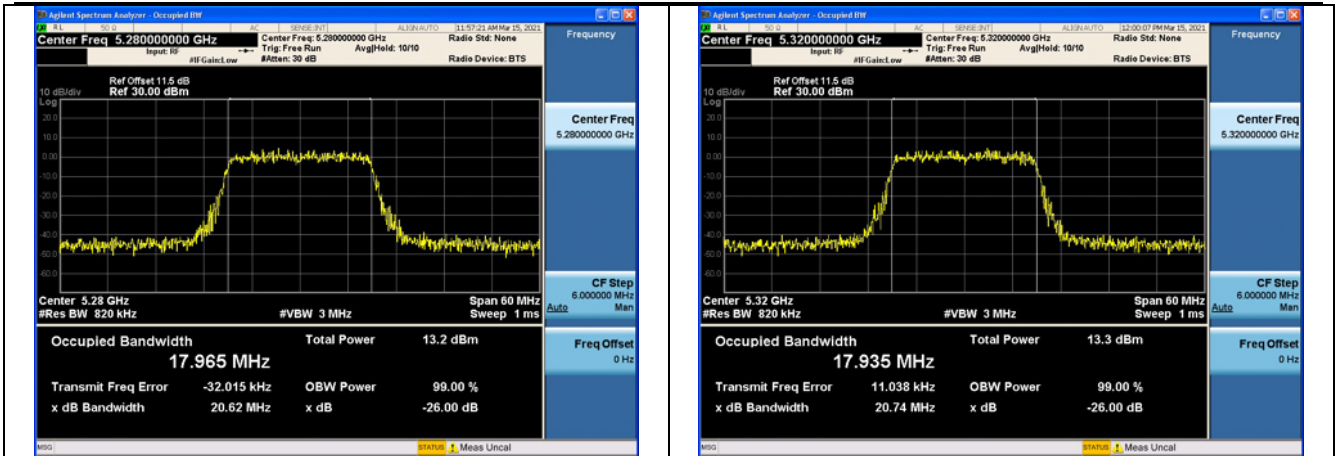 Agilent Spectrum Analyzer - Occupied BW
RL 50 Ω AC SENSE:INT ALIGN AUTO 11:57:21 AM Mar 15, 2021
Center Freq 5.280000000 GHz Center Freq: 5.280000000 GHz Radio Std: None
Input: RF Trig: Free Run Avg|Hold: 10/10
#IFGain:Low #Atten: 30 dB Radio Device: BTS
Ref Offset 11.5 dB
10 dB/div Ref 30.00 dBm
Log
20.0
10.0
0.00
-10.0
-20.0
-30.0
-40.0
-50.0
-60.0
Center 5.28 GHz Span 60 MHz
#Res BW 820 kHz #VBW 3 MHz Sweep 1 ms
Occupied Bandwidth Total Power 13.2 dBm
17.965 MHz
Transmit Freq Error -32.015 kHz OBW Power 99.00 %
x dB Bandwidth 20.62 MHz x dB -26.00 dB
MSG STATUS Meas Uncal
Frequency
Center Freq
5.280000000 GHz
CF Step
6.000000 MHz
Auto Man
Freq Offset
0 Hz
Agilent Spectrum Analyzer - Occupied BW
RL 50 Ω AC SENSE:INT ALIGN AUTO 12:00:07 PM Mar 15, 2021
Center Freq 5.320000000 GHz Center Freq: 5.320000000 GHz Radio Std: None
Input: RF Trig: Free Run Avg|Hold: 10/10
#IFGain:Low #Atten: 30 dB Radio Device: BTS
Ref Offset 11.5 dB
10 dB/div Ref 30.00 dBm
Log
20.0
10.0
0.00
-10.0
-20.0
-30.0
-40.0
-50.0
-60.0
Center 5.32 GHz Span 60 MHz
#Res BW 820 kHz #VBW 3 MHz Sweep 1 ms
Occupied Bandwidth Total Power 13.3 dBm
17.935 MHz
Transmit Freq Error 11.038 kHz OBW Power 99.00 %
x dB Bandwidth 20.74 MHz x dB -26.00 dB
MSG STATUS Meas Uncal
Frequency
Center Freq
5.320000000 GHz
CF Step
6.000000 MHz
Auto Man
Freq Offset
0 Hz